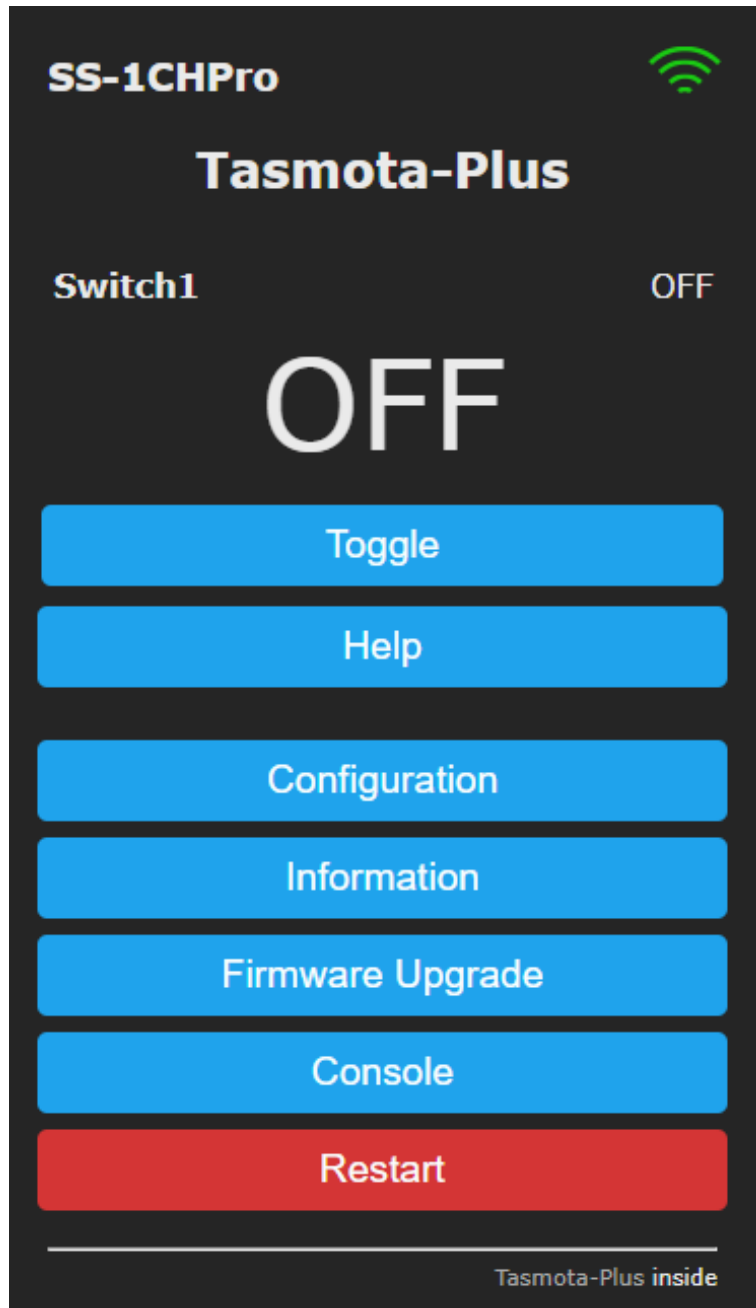 SS-1CHPro
Tasmota-Plus
Switch1 OFF
OFF
Toggle
Help
Configuration
Information
Firmware Upgrade
Console
Restart
Tasmota-Plus inside